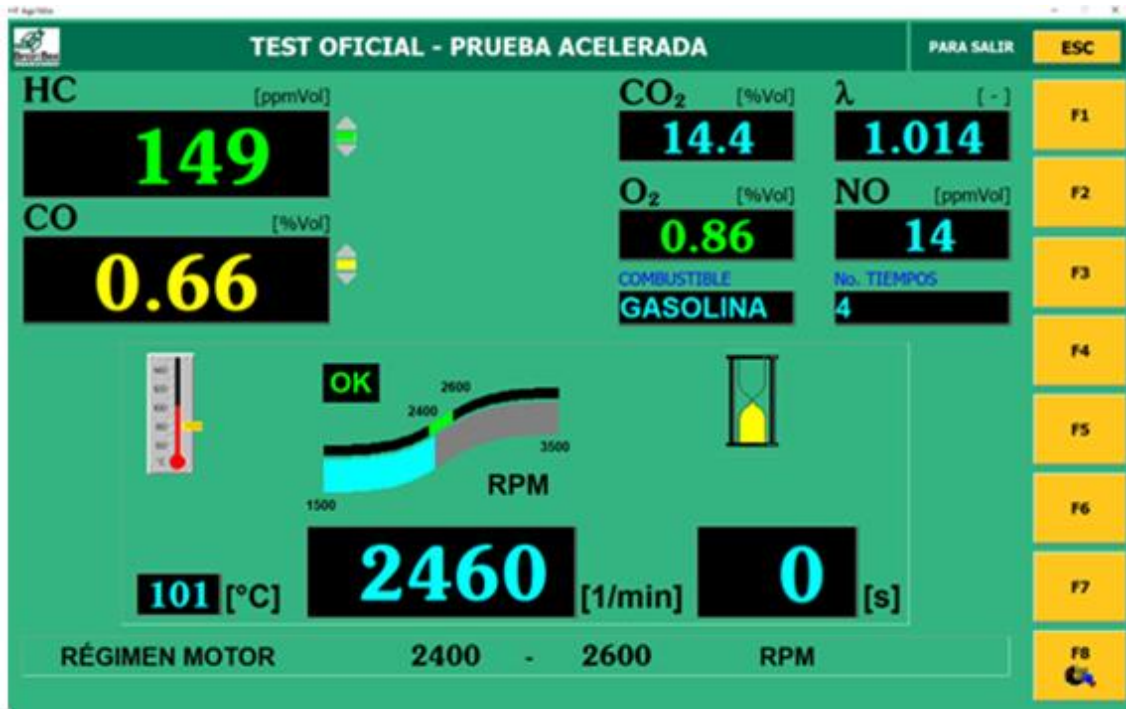 TEST OFICIAL - PRUEBA ACELERADA
PARA SALIR
ESC
HC [ppmVol]
149
CO [%Vol]
0.66
CO₂ [%Vol]
14.4
λ [ - ]
1.014
O₂ [%Vol]
0.86
NO [ppmVol]
14
COMBUSTIBLE
GASOLINA
No. TIEMPOS
4
OK
2600
2400
3500
RPM
1500
°C
101 [°C]
2460 [1/min]
0 [s]
RÉGIMEN MOTOR 2400 - 2600 RPM
F1
F2
F3
F4
F5
F6
F7
F8